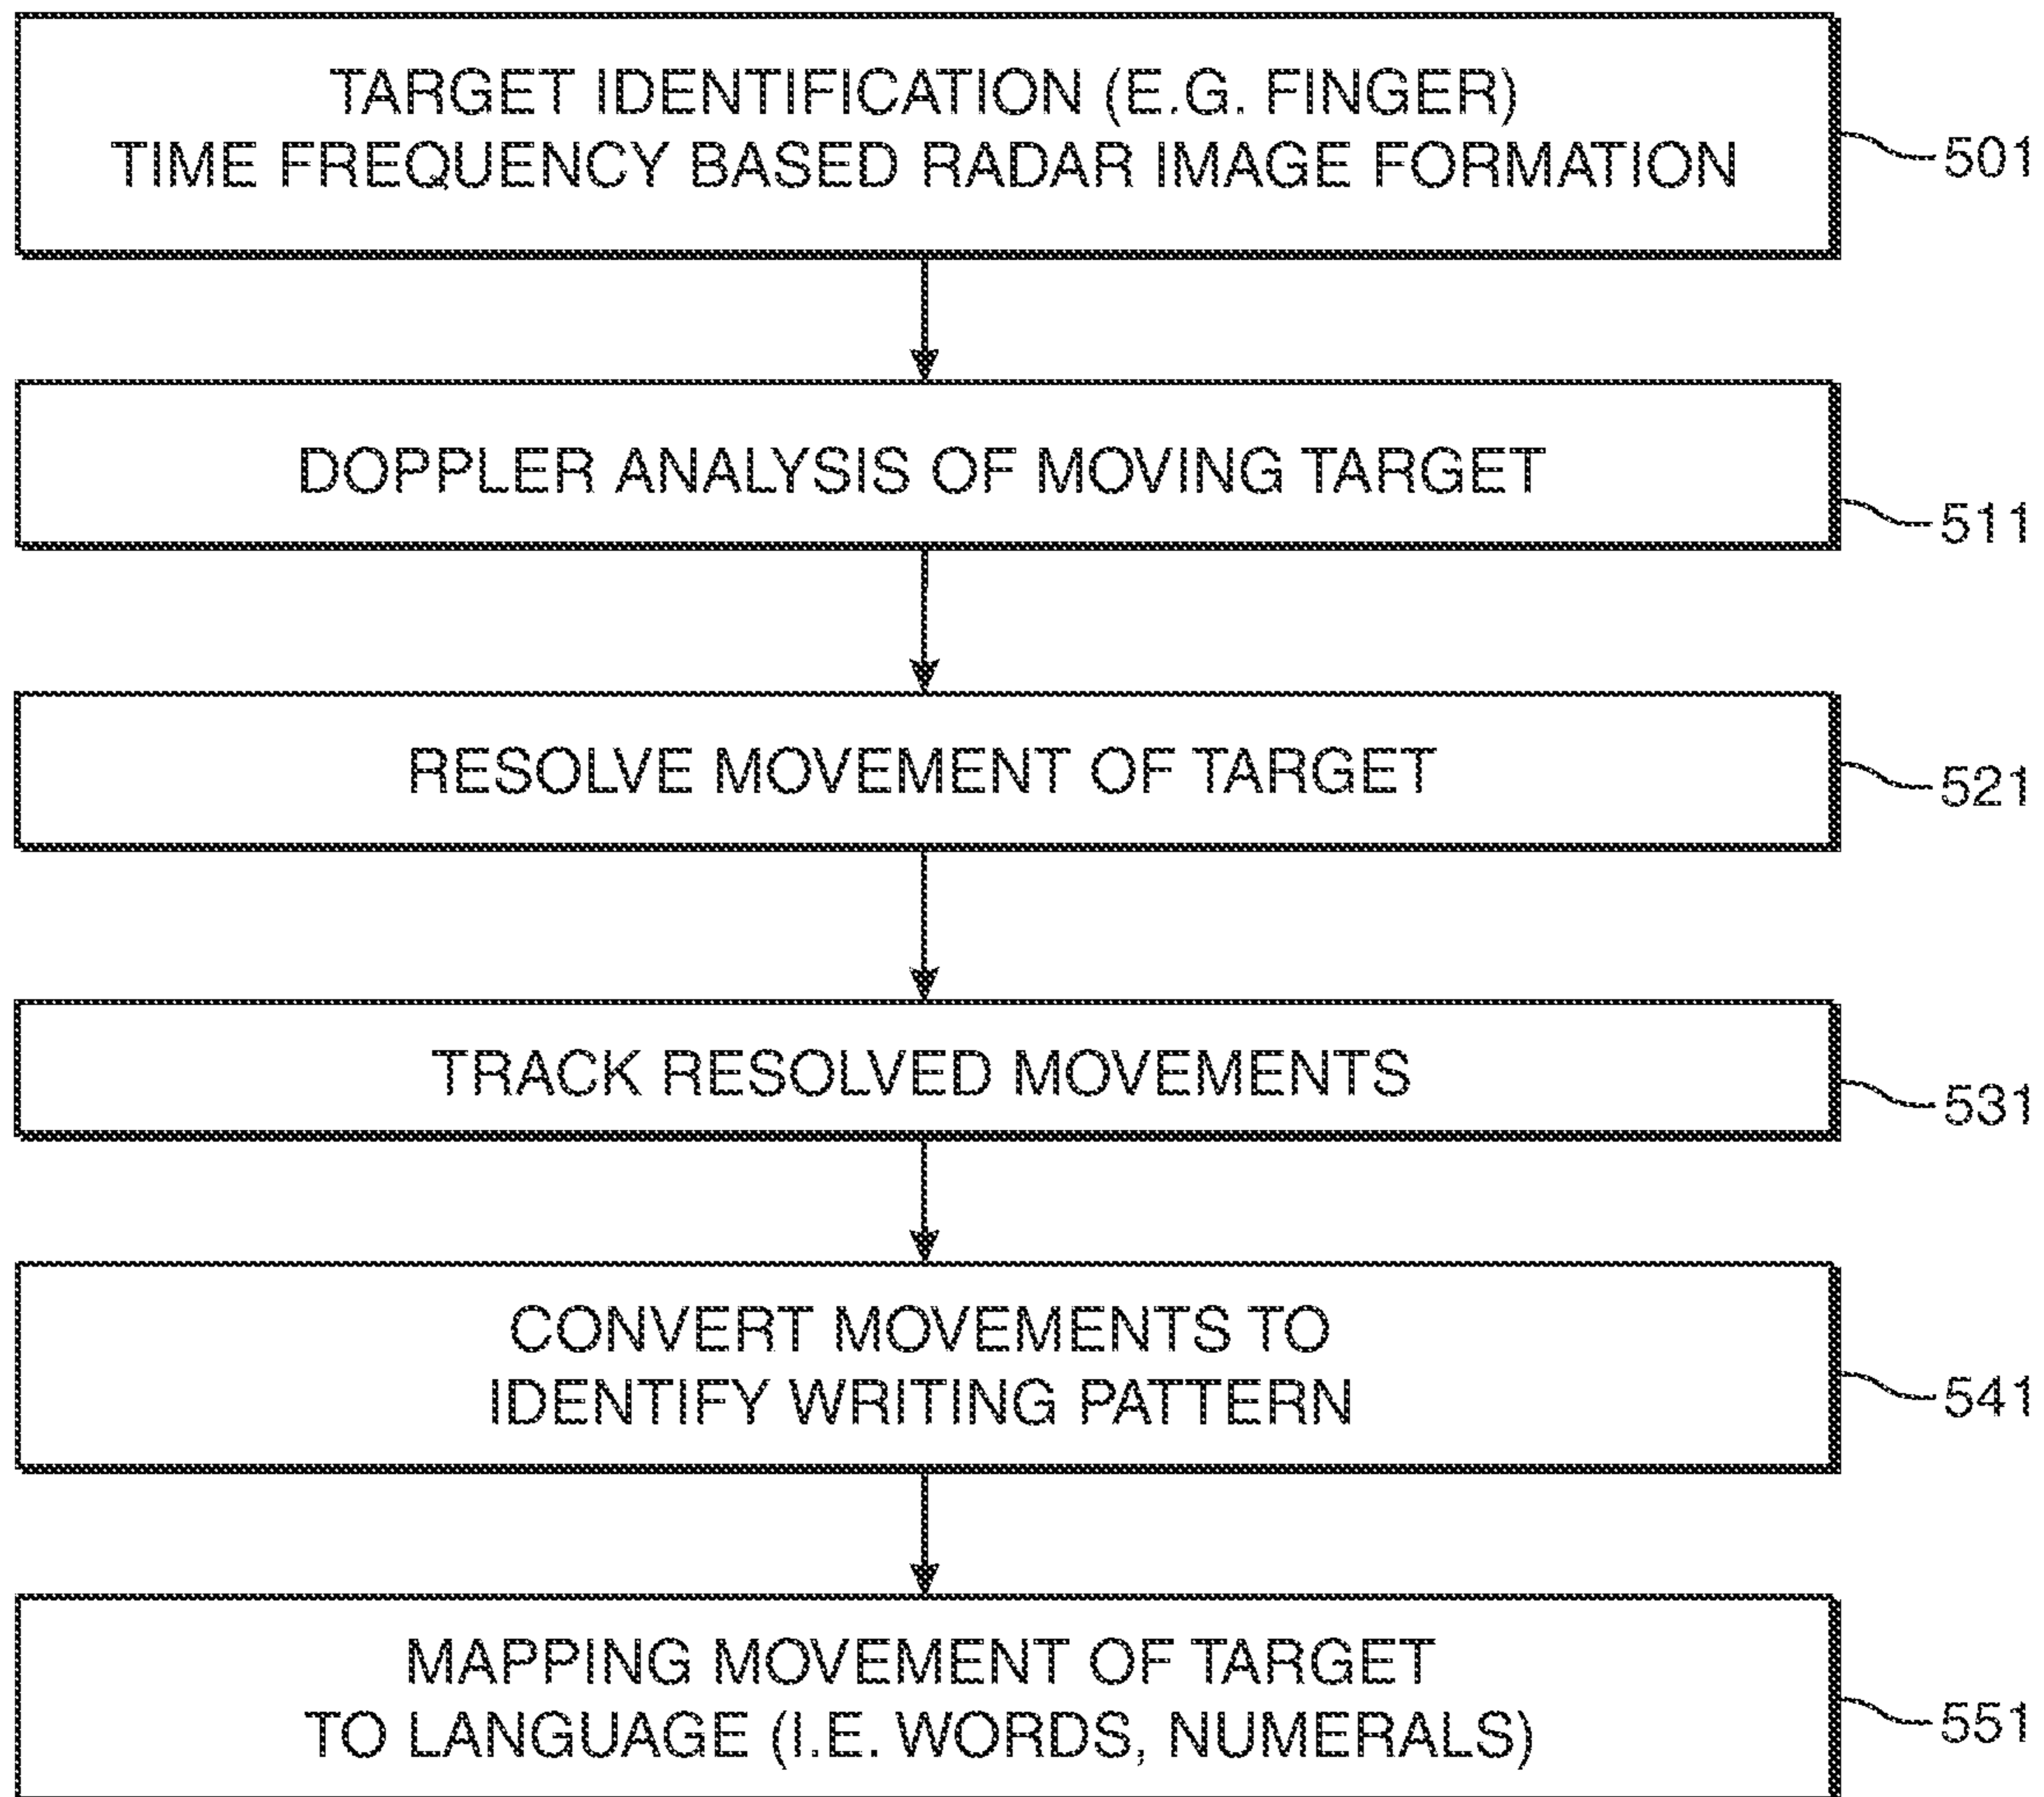 TARGET IDENTIFICATION (E.G. FINGER)
TIME FREQUENCY BASED RADAR IMAGE FORMATION
501
DOPPLER ANALYSIS OF MOVING TARGET
511
RESOLVE MOVEMENT OF TARGET
521
TRACK RESOLVED MOVEMENTS
531
CONVERT MOVEMENTS TO
IDENTIFY WRITING PATTERN
541
MAPPING MOVEMENT OF TARGET
TO LANGUAGE (I.E. WORDS, NUMERALS)
551